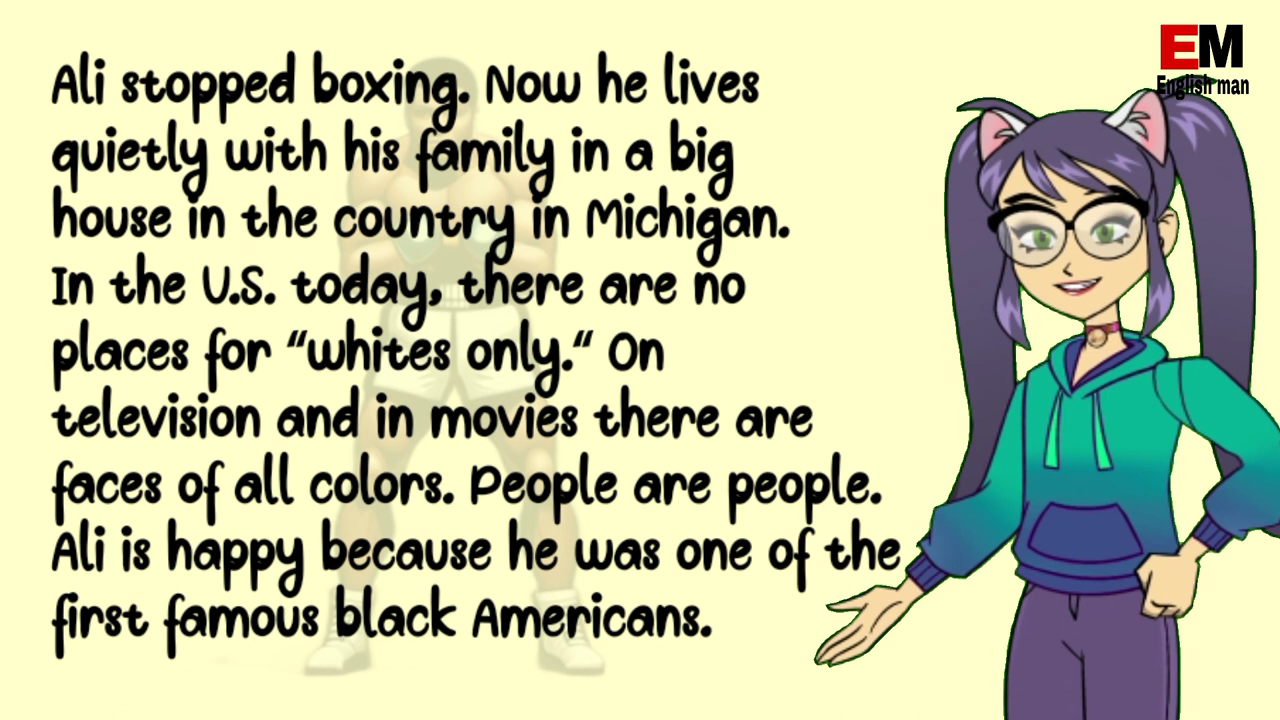 EM
English man
Ali stopped boxing. Now he lives
quietly with his family in a big
house in the country in Michigan.
In the U.S. today, there are no
places for “whites only.“ On
television and in movies there are
faces of all colors. People are people.
Ali is happy because he was one of the
first famous black Americans.